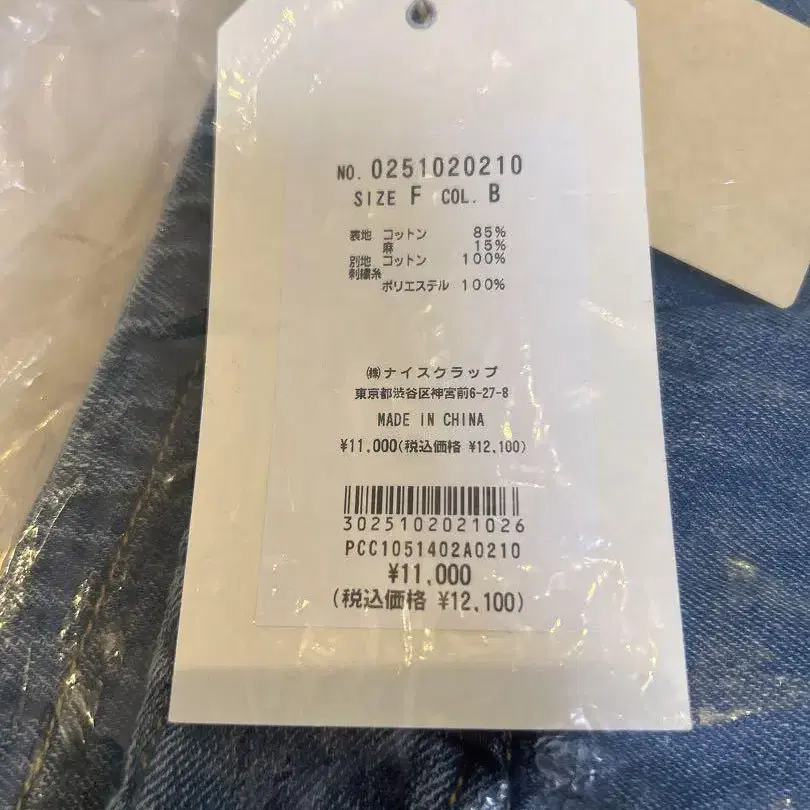 NO. 0251020210
SIZE F COL. B
表地 コットン 85%
麻 15%
別地 コットン 100%
刺繍糸
ポリエステル 100%
㈱ナイスクラップ
東京都渋谷区神宮前6-27-8
MADE IN CHINA
¥11,000(税込価格 ¥12,100)
3025102021026
PCC1051402A0210
¥11,000
(税込価格 ¥12,100)